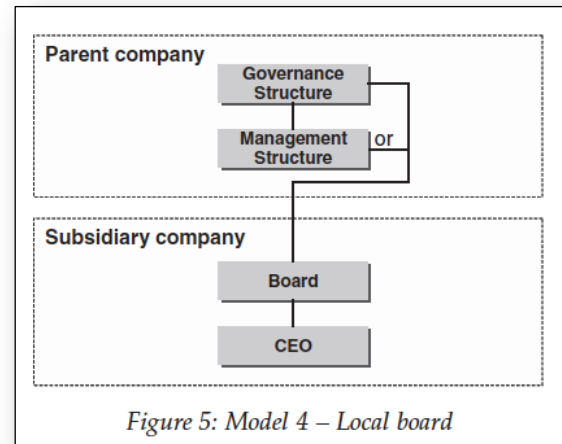 Parent company
Governance
Structure
Management
Structure
or
Subsidiary company
Board
CEO
Figure 5: Model 4 – Local board